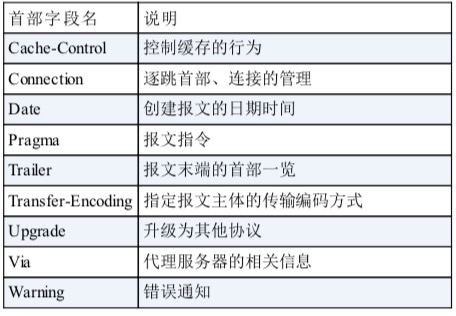 首部字段名 说明
Cache-Control 控制缓存的行为
Connection 逐跳首部、连接的管理
Date 创建报文的日期时间
Pragma 报文指令
Trailer 报文末端的首部一览
Transfer-Encoding 指定报文主体的传输编码方式
Upgrade 升级为其他协议
Via 代理服务器的相关信息
Warning 错误通知